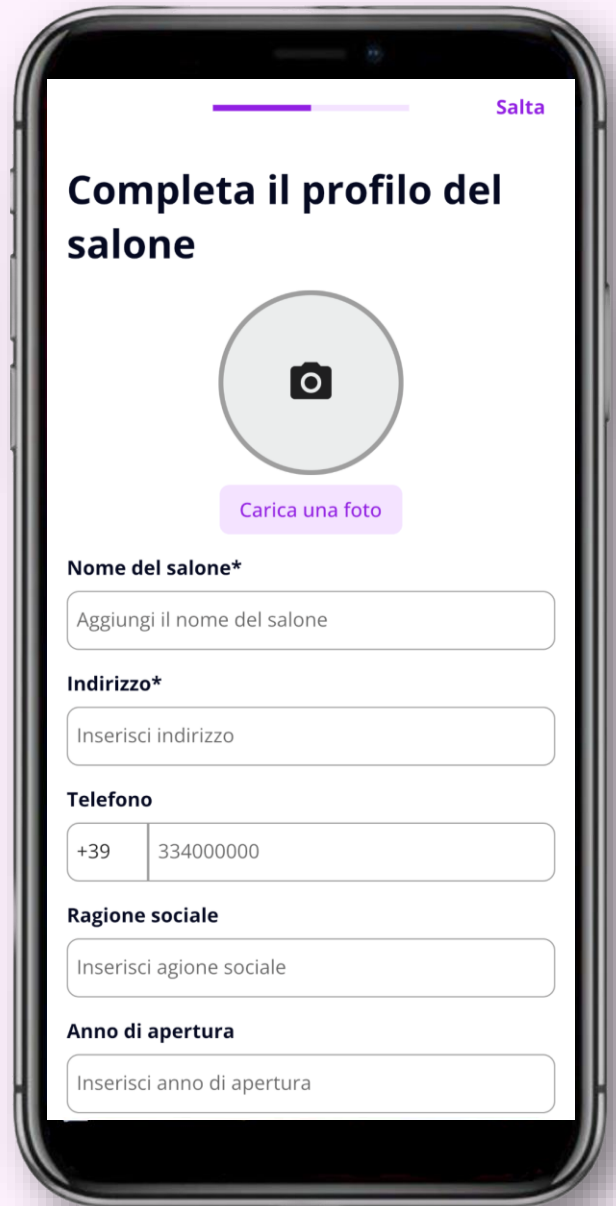 Salta
Completa il profilo del
salone
Carica una foto
Nome del salone*
Aggiungi il nome del salone
Indirizzo*
Inserisci indirizzo
Telefono
+39 334000000
Ragione sociale
Inserisci agione sociale
Anno di apertura
Inserisci anno di apertura